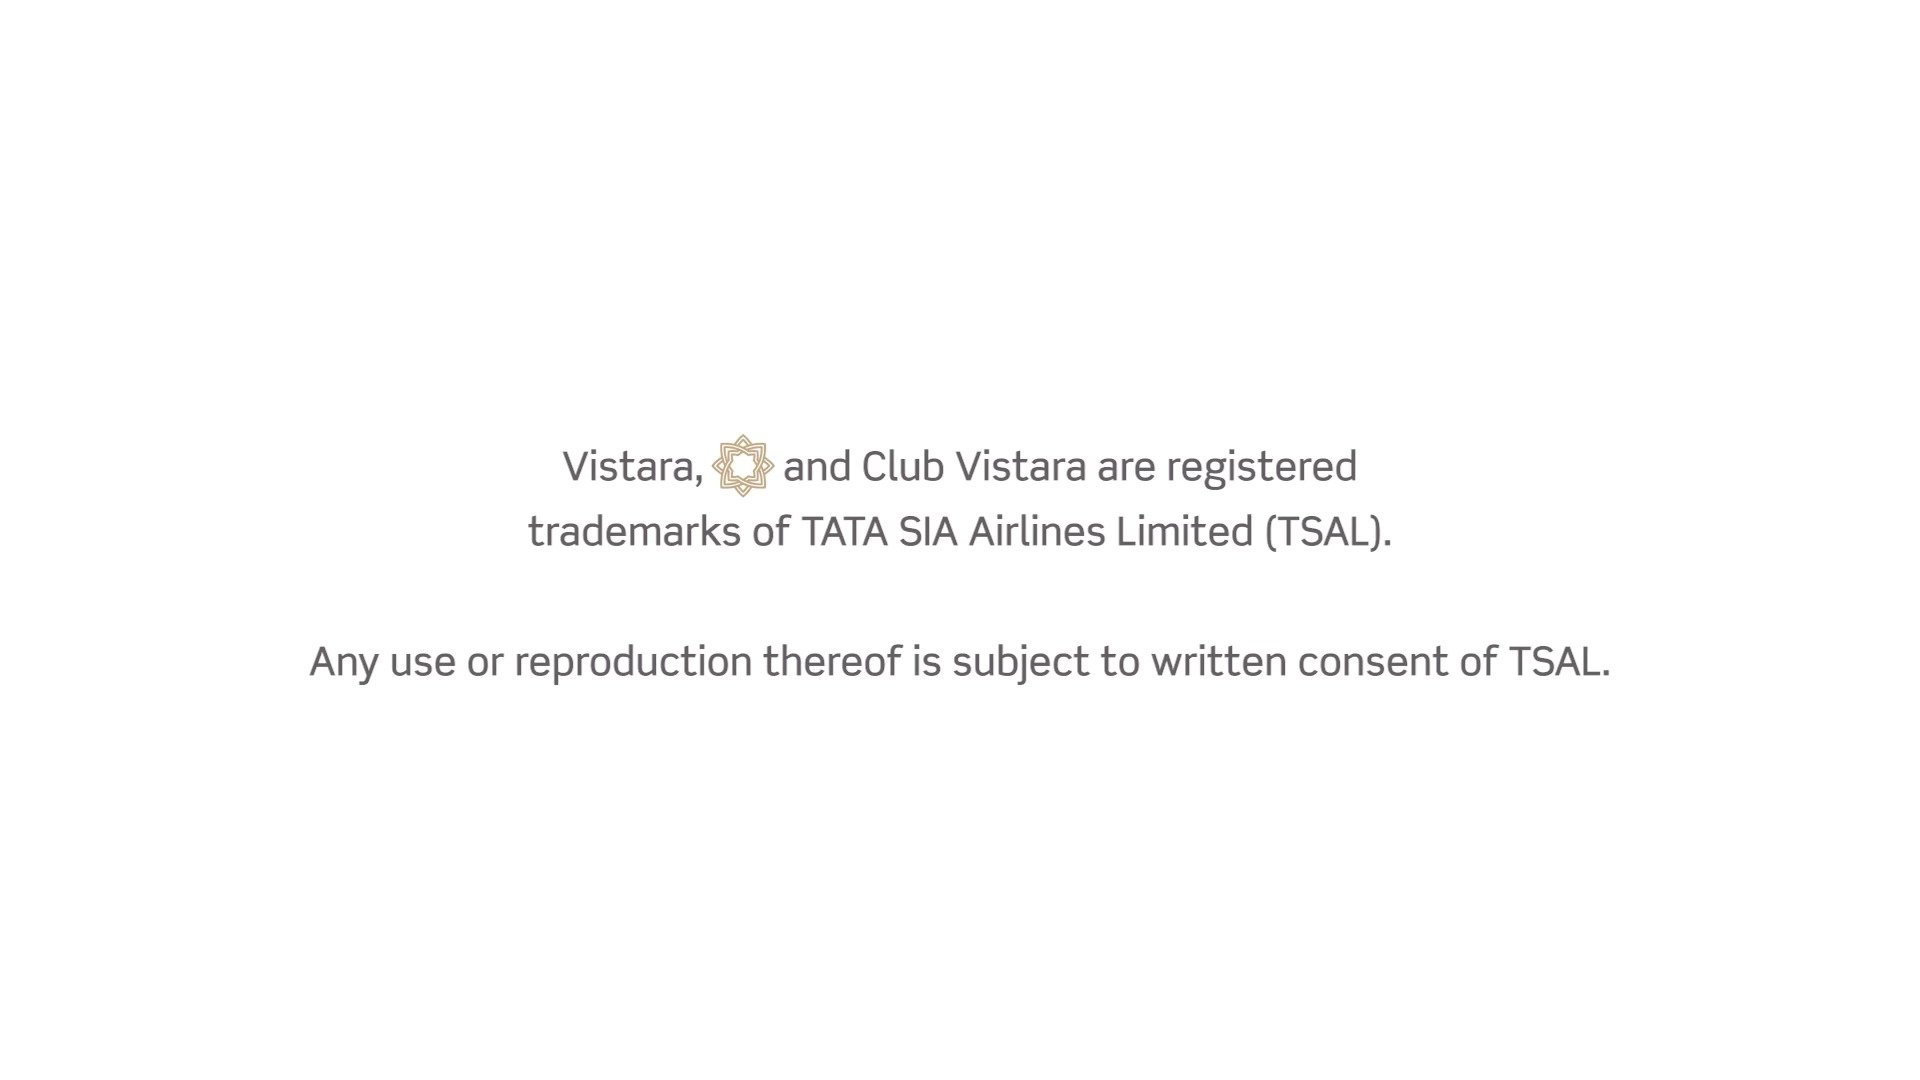 Vistara, and Club Vistara are registered
trademarks of TATA SIA Airlines Limited (TSAL).
Any use or reproduction thereof is subject to written consent of TSAL.